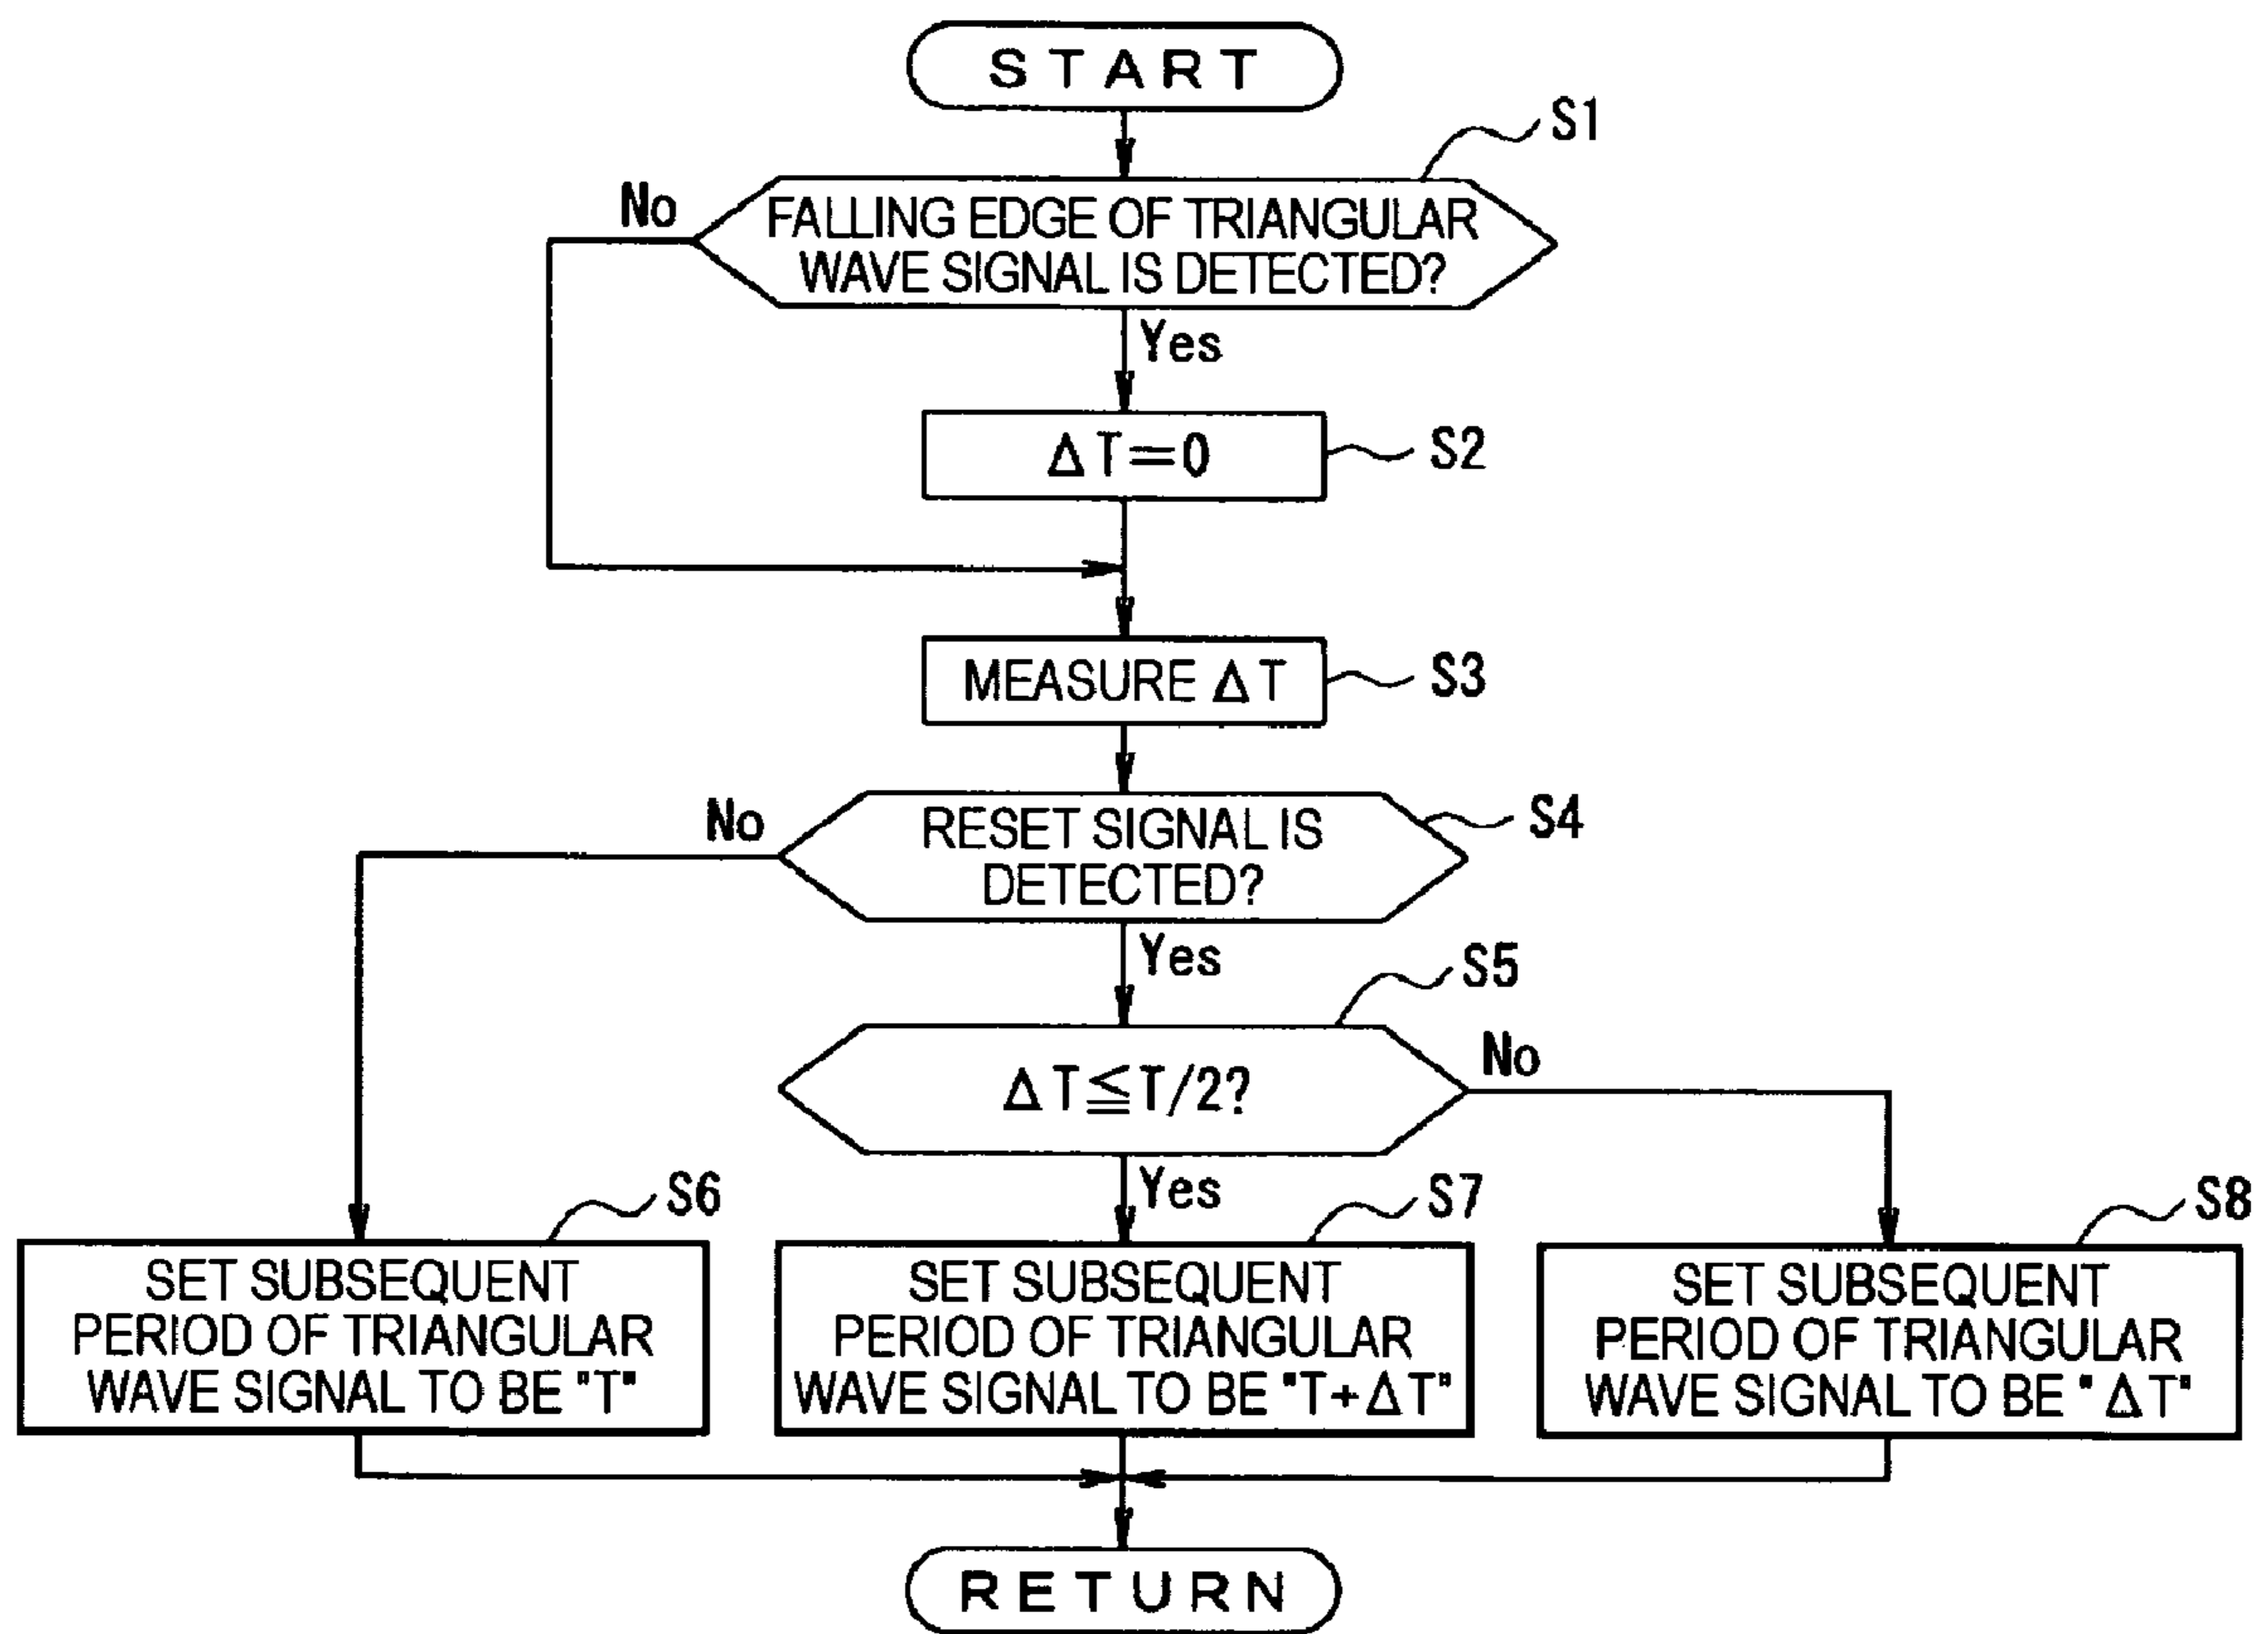 START
S1
No
FALLING EDGE OF TRIANGULAR
WAVE SIGNAL IS DETECTED?
Yes
ΔT=0
S2
MEASURE ΔT
S3
No
RESET SIGNAL IS
DETECTED?
S4
Yes
S5
ΔT≦T/2?
No
Yes
S6
SET SUBSEQUENT
PERIOD OF TRIANGULAR
WAVE SIGNAL TO BE "T"
S7
SET SUBSEQUENT
PERIOD OF TRIANGULAR
WAVE SIGNAL TO BE "T+ΔT"
S8
SET SUBSEQUENT
PERIOD OF TRIANGULAR
WAVE SIGNAL TO BE "ΔT"
RETURN